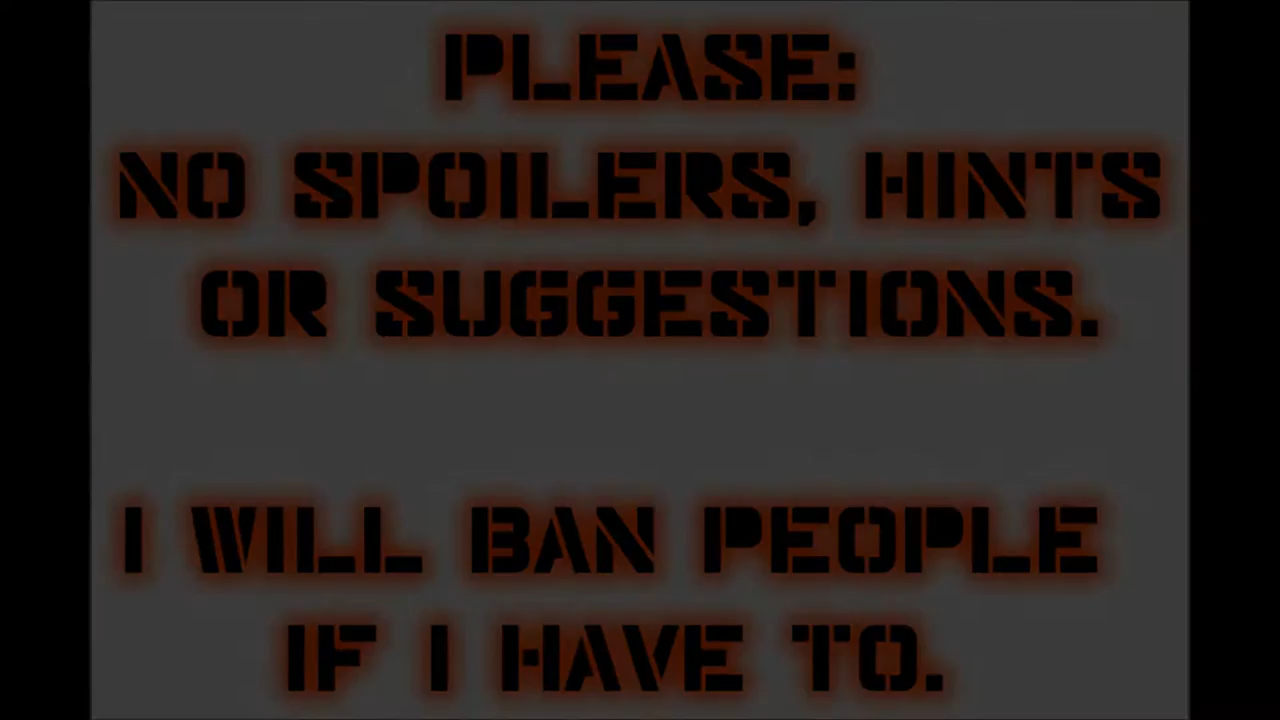 PLEASE:
NO SPOILERS, HINTS
OR SUGGESTIONS.
I WILL BAN PEOPLE
IF I HAVE TO.